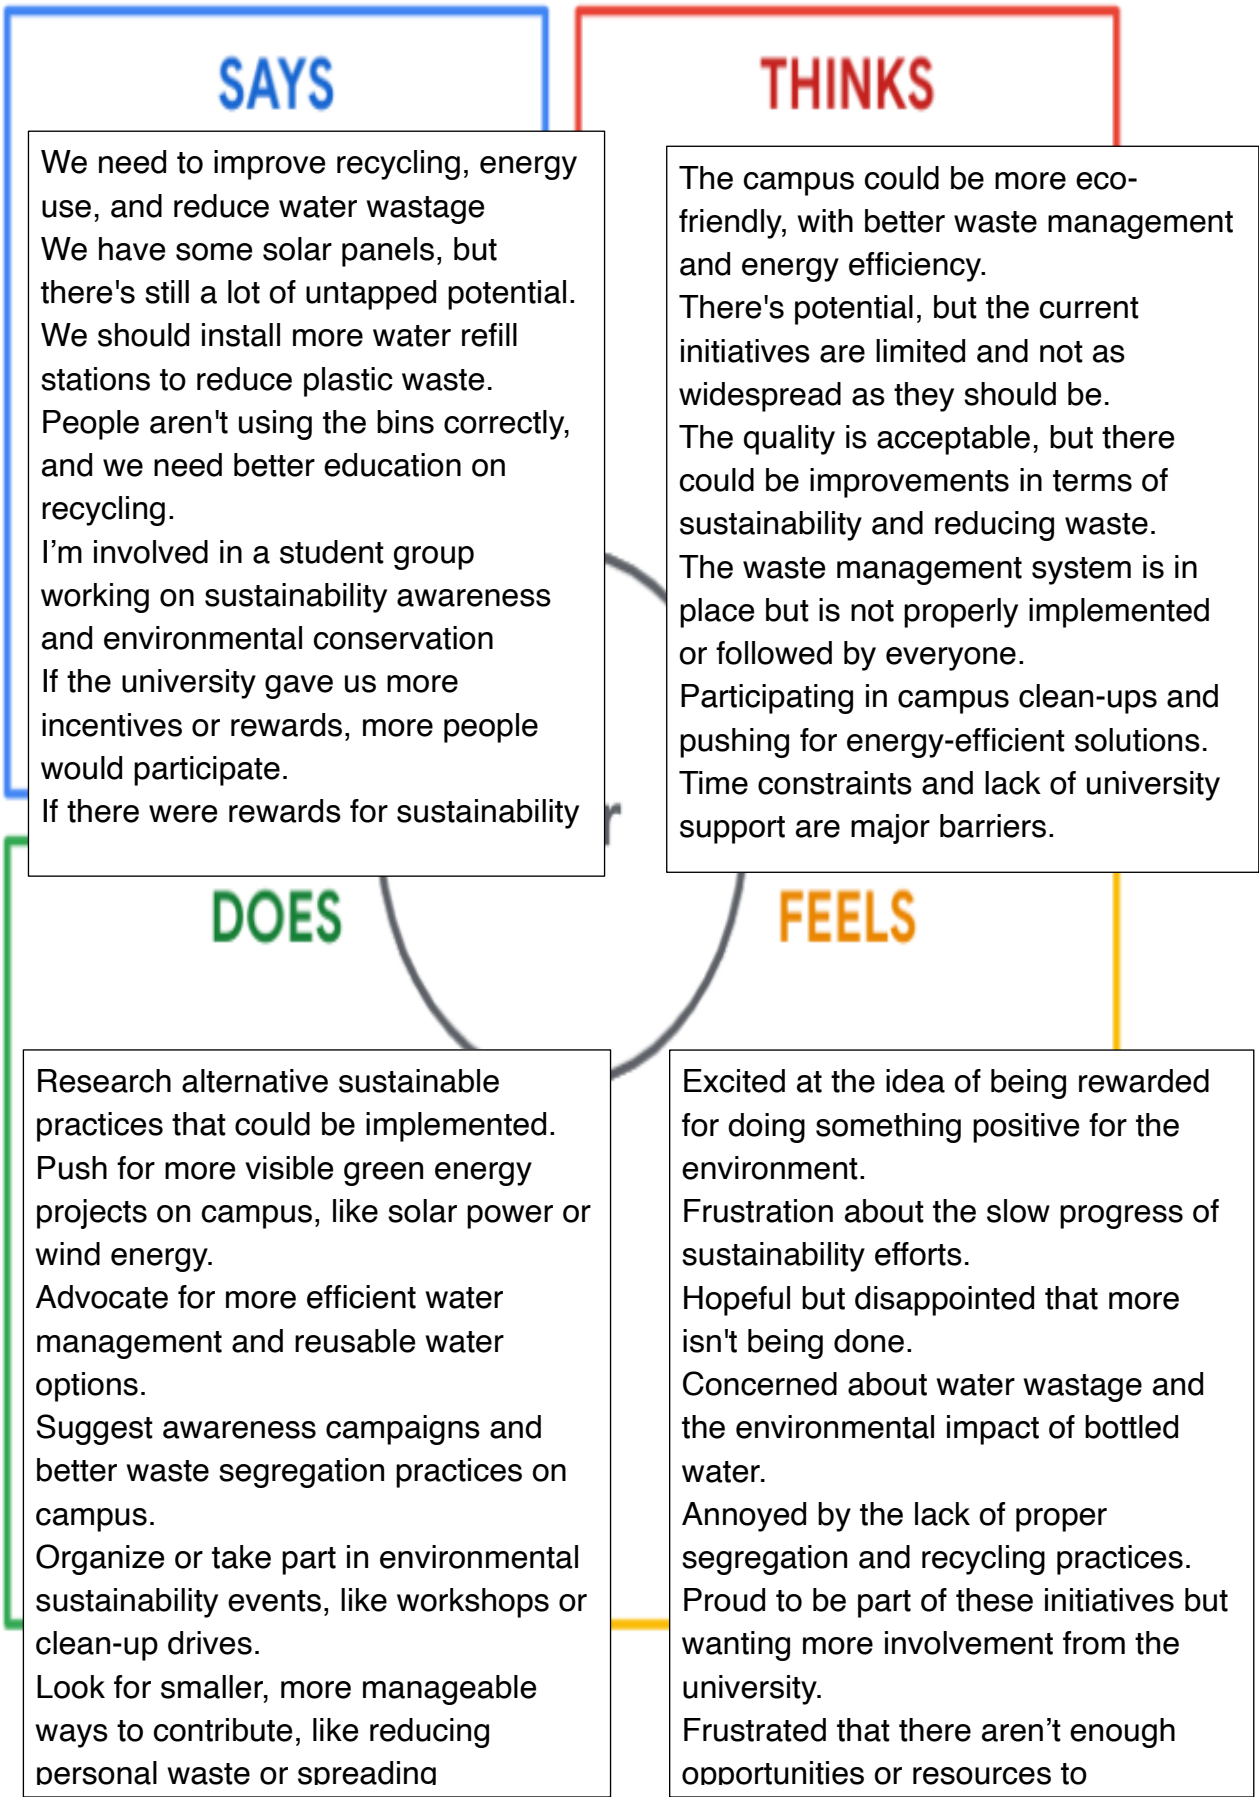 SAYS
We need to improve recycling, energy
use, and reduce water wastage
We have some solar panels, but
there's still a lot of untapped potential.
We should install more water refill
stations to reduce plastic waste.
People aren't using the bins correctly,
and we need better education on
recycling.
I’m involved in a student group
working on sustainability awareness
and environmental conservation
If the university gave us more
incentives or rewards, more people
would participate.
If there were rewards for sustainability
THINKS
The campus could be more eco-
friendly, with better waste management
and energy efficiency.
There's potential, but the current
initiatives are limited and not as
widespread as they should be.
The quality is acceptable, but there
could be improvements in terms of
sustainability and reducing waste.
The waste management system is in
place but is not properly implemented
or followed by everyone.
Participating in campus clean-ups and
pushing for energy-efficient solutions.
Time constraints and lack of university
support are major barriers.
DOES
Research alternative sustainable
practices that could be implemented.
Push for more visible green energy
projects on campus, like solar power or
wind energy.
Advocate for more efficient water
management and reusable water
options.
Suggest awareness campaigns and
better waste segregation practices on
campus.
Organize or take part in environmental
sustainability events, like workshops or
clean-up drives.
Look for smaller, more manageable
ways to contribute, like reducing
personal waste or spreading
FEELS
Excited at the idea of being rewarded
for doing something positive for the
environment.
Frustration about the slow progress of
sustainability efforts.
Hopeful but disappointed that more
isn't being done.
Concerned about water wastage and
the environmental impact of bottled
water.
Annoyed by the lack of proper
segregation and recycling practices.
Proud to be part of these initiatives but
wanting more involvement from the
university.
Frustrated that there aren’t enough
opportunities or resources to